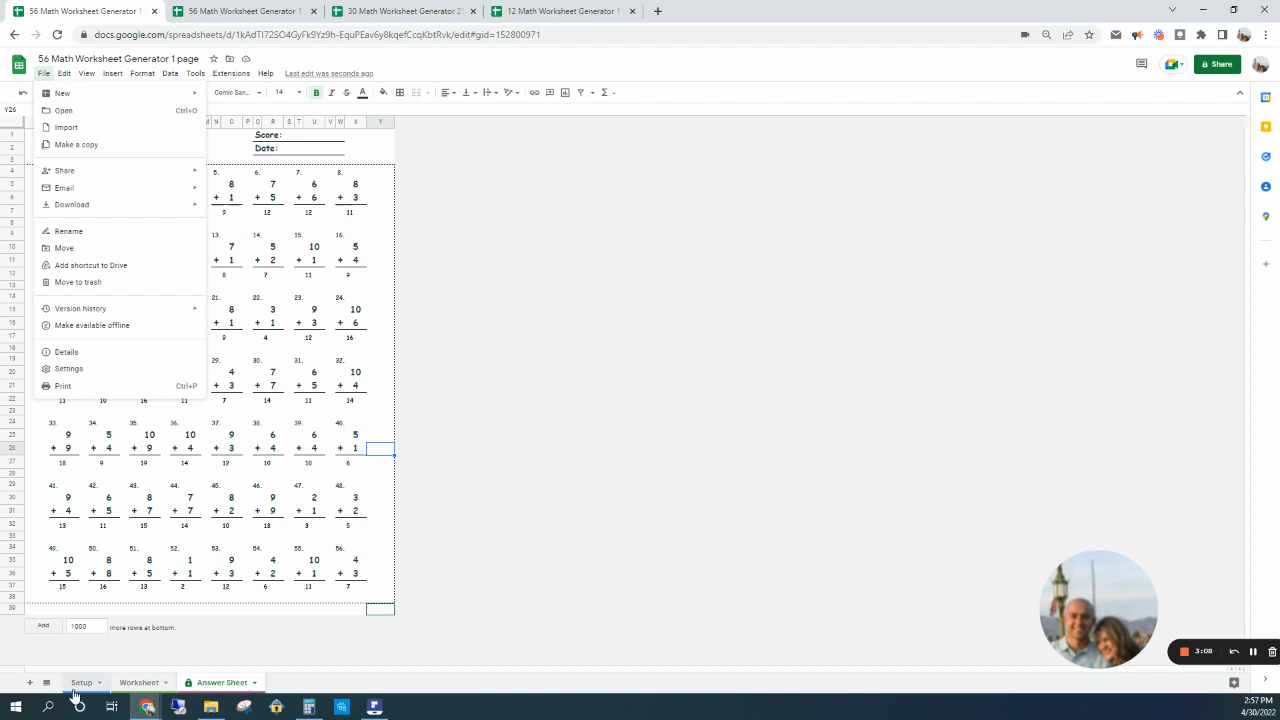 56 Math Worksheet Generator 1
56 Math Worksheet Generator 1
30 Math Worksheet Generator 2
12 Math Worksheet Generator 1
docs.google.com/spreadsheets/d/1kAdTI72SO4GyFk9Yz9h-EquPEav6y8kqefCcqKbtRvk/edit#gid=152800971
56 Math Worksheet Generator 1 page
File Edit View Insert Format Data Tools Extensions Help Last edit was seconds ago
Share
Comic San... 14
Y26
New
Open Ctrl+O
Import
Make a copy
Share
Email
Download
Rename
Move
Add shortcut to Drive
Move to trash
Version history
Make available offline
Details
Settings
Print Ctrl+P
M N O P Q R S T U V W X Y
Score:
Date:
5. 6. 7. 8.
8 7 6 8
+ 1 + 5 + 6 + 3
9 12 12 11
13. 14. 15. 16.
7 5 10 5
+ 1 + 2 + 1 + 4
8 7 11 9
21. 22. 23. 24.
8 3 9 10
+ 1 + 1 + 3 + 6
9 4 12 16
29. 30. 31. 32.
4 7 6 10
+ 3 + 7 + 5 + 4
11 10 16 11 7 14 11 14
33. 34. 35. 36. 37. 38. 39. 40.
9 5 10 10 9 6 6 5
+ 9 + 4 + 9 + 4 + 3 + 4 + 4 + 1
18 9 19 14 12 10 10 6
41. 42. 43. 44. 45. 46. 47. 48.
9 6 8 7 8 9 2 3
+ 4 + 5 + 7 + 7 + 2 + 9 + 1 + 2
13 11 15 14 10 18 3 5
49. 50. 51. 52. 53. 54. 55. 56.
10 8 8 1 9 4 10 4
+ 5 + 8 + 5 + 1 + 3 + 2 + 1 + 3
15 16 13 2 12 6 11 7
Add 1000 more rows at bottom.
Setup Worksheet Answer Sheet
3:08
2:57 PM
4/30/2022